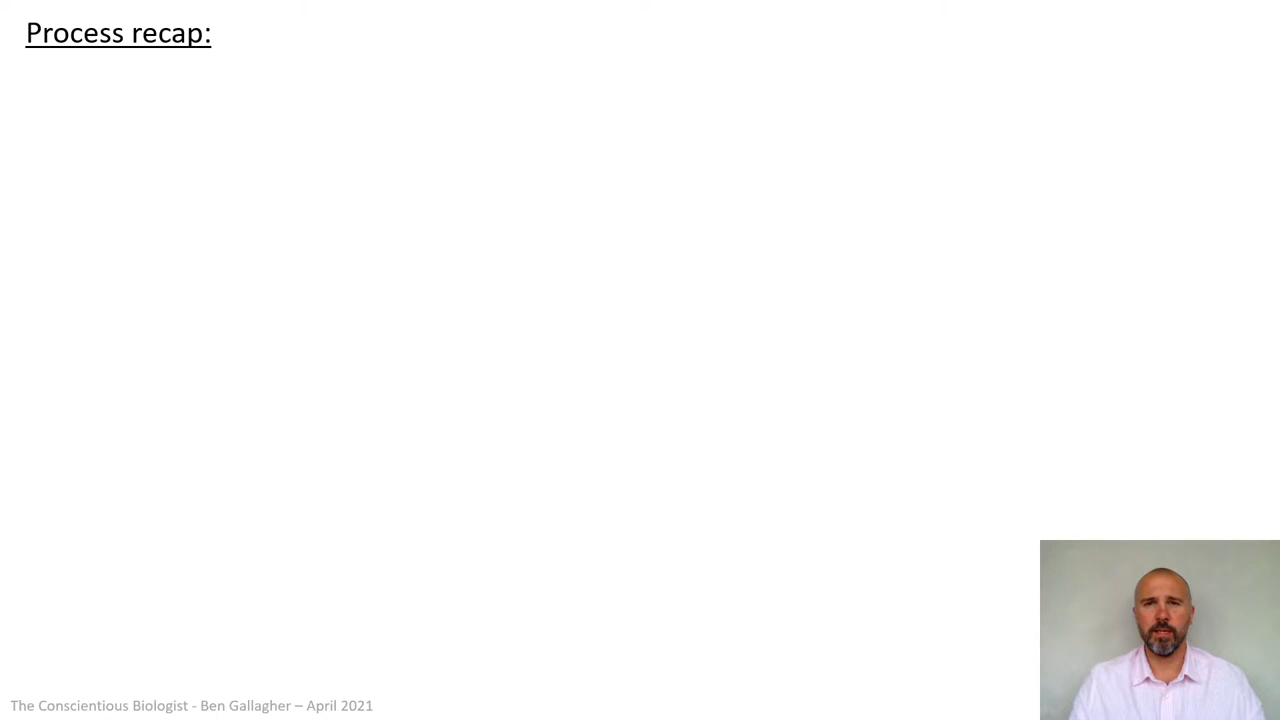 Process recap:
The Conscientious Biologist - Ben Gallagher – April 2021